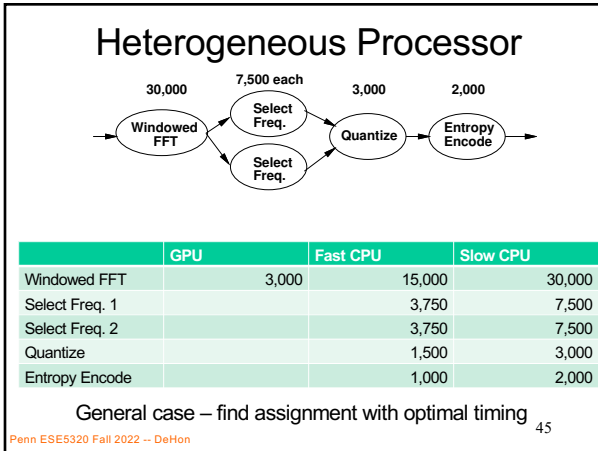 Heterogeneous Processor
30,000
7,500 each
3,000
2,000
Windowed
FFT
Select
Freq.
Select
Freq.
Quantize
Entropy
Encode
GPU Fast CPU Slow CPU
Windowed FFT 3,000 15,000 30,000
Select Freq. 1 3,750 7,500
Select Freq. 2 3,750 7,500
Quantize 1,500 3,000
Entropy Encode 1,000 2,000
General case – find assignment with optimal timing
45
Penn ESE5320 Fall 2022 -- DeHon